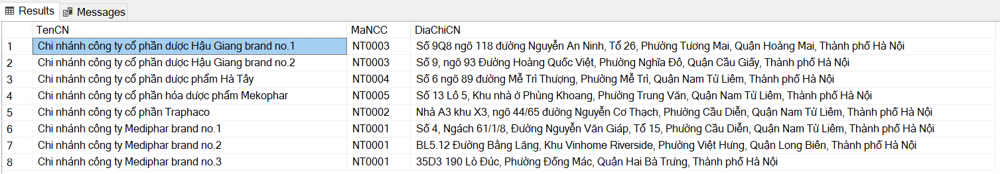 Results Messages
TenCN MaNCC DiaChiCN
1 Chi nhánh công ty cổ phần dược Hậu Giang brand no.1 NT0003 Số 9Q8 ngõ 118 đường Nguyễn An Ninh, Tổ 26, Phường Tương Mai, Quận Hoàng Mai, Thành phố Hà Nội
2 Chi nhánh công ty cổ phần dược Hậu Giang brand no.2 NT0003 Số 9, ngõ 93 Đường Hoàng Quốc Việt, Phường Nghĩa Đô, Quận Cầu Giấy, Thành phố Hà Nội
3 Chi nhánh công ty cổ phần dược phẩm Hà Tây NT0004 Số 6 ngõ 89 đường Mễ Trì Thượng, Phường Mễ Trì, Quận Nam Từ Liêm, Thành phố Hà Nội
4 Chi nhánh công ty cổ phần hóa dược phẩm Mekophar NT0005 Số 13 Lô 5, Khu nhà ở Phùng Khoang, Phường Trung Văn, Quận Nam Từ Liêm, Thành phố Hà Nội
5 Chi nhánh công ty cổ phần Traphaco NT0002 Nhà A3 khu X3, ngõ 44/65 đường Nguyễn Cơ Thạch, Phường Cầu Diễn, Quận Nam Từ Liêm, Thành phố Hà Nội
6 Chi nhánh công ty Mediphar brand no.1 NT0001 Số 4, Ngách 61/1/8, Đường Nguyễn Văn Giáp, Tổ 15, Phường Cầu Diễn, Quận Nam Từ Liêm, Thành phố Hà Nội
7 Chi nhánh công ty Mediphar brand no.2 NT0001 BL5.12 Đường Bằng Lăng, Khu Vinhome Riverside, Phường Việt Hưng, Quận Long Biên, Thành phố Hà Nội
8 Chi nhánh công ty Mediphar brand no.3 NT0001 35D3 190 Lò Đúc, Phường Đống Mác, Quận Hai Bà Trưng, Thành phố Hà Nội